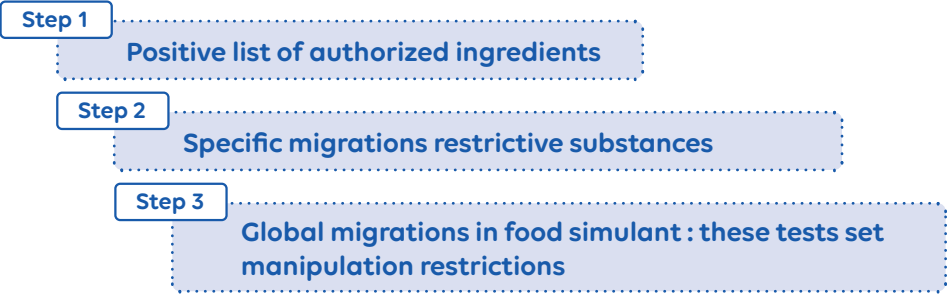 Step 1
Positive list of authorized ingredients
Step 2
Specific migrations restrictive substances
Step 3
Global migrations in food simulant : these tests set
manipulation restrictions